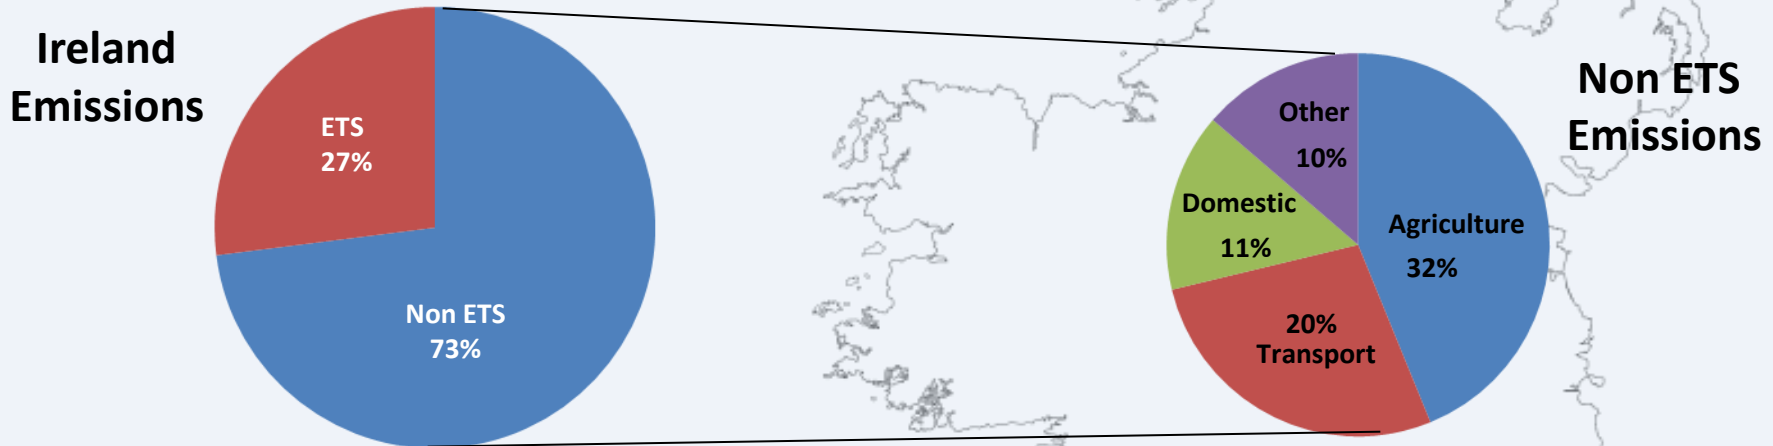 Ireland
Emissions
ETS
27%
Non ETS
73%
Non ETS
Emissions
Other
10%
Domestic
11%
Agriculture
32%
20%
Transport